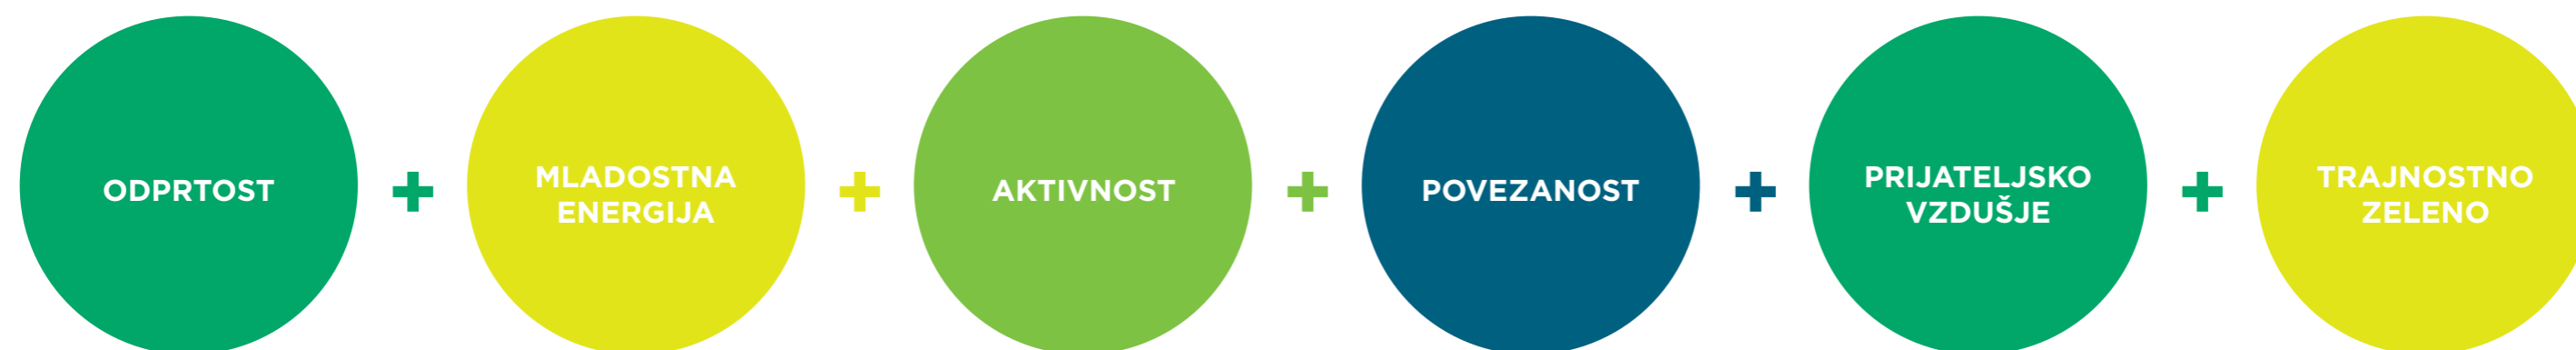 ODPRTOST
+
MLADOSTNA
ENERGIJA
+
AKTIVNOST
+
POVEZANOST
+
PRIJATELJSKO
VZDUŠJE
+
TRAJNOSTNO
ZELENO